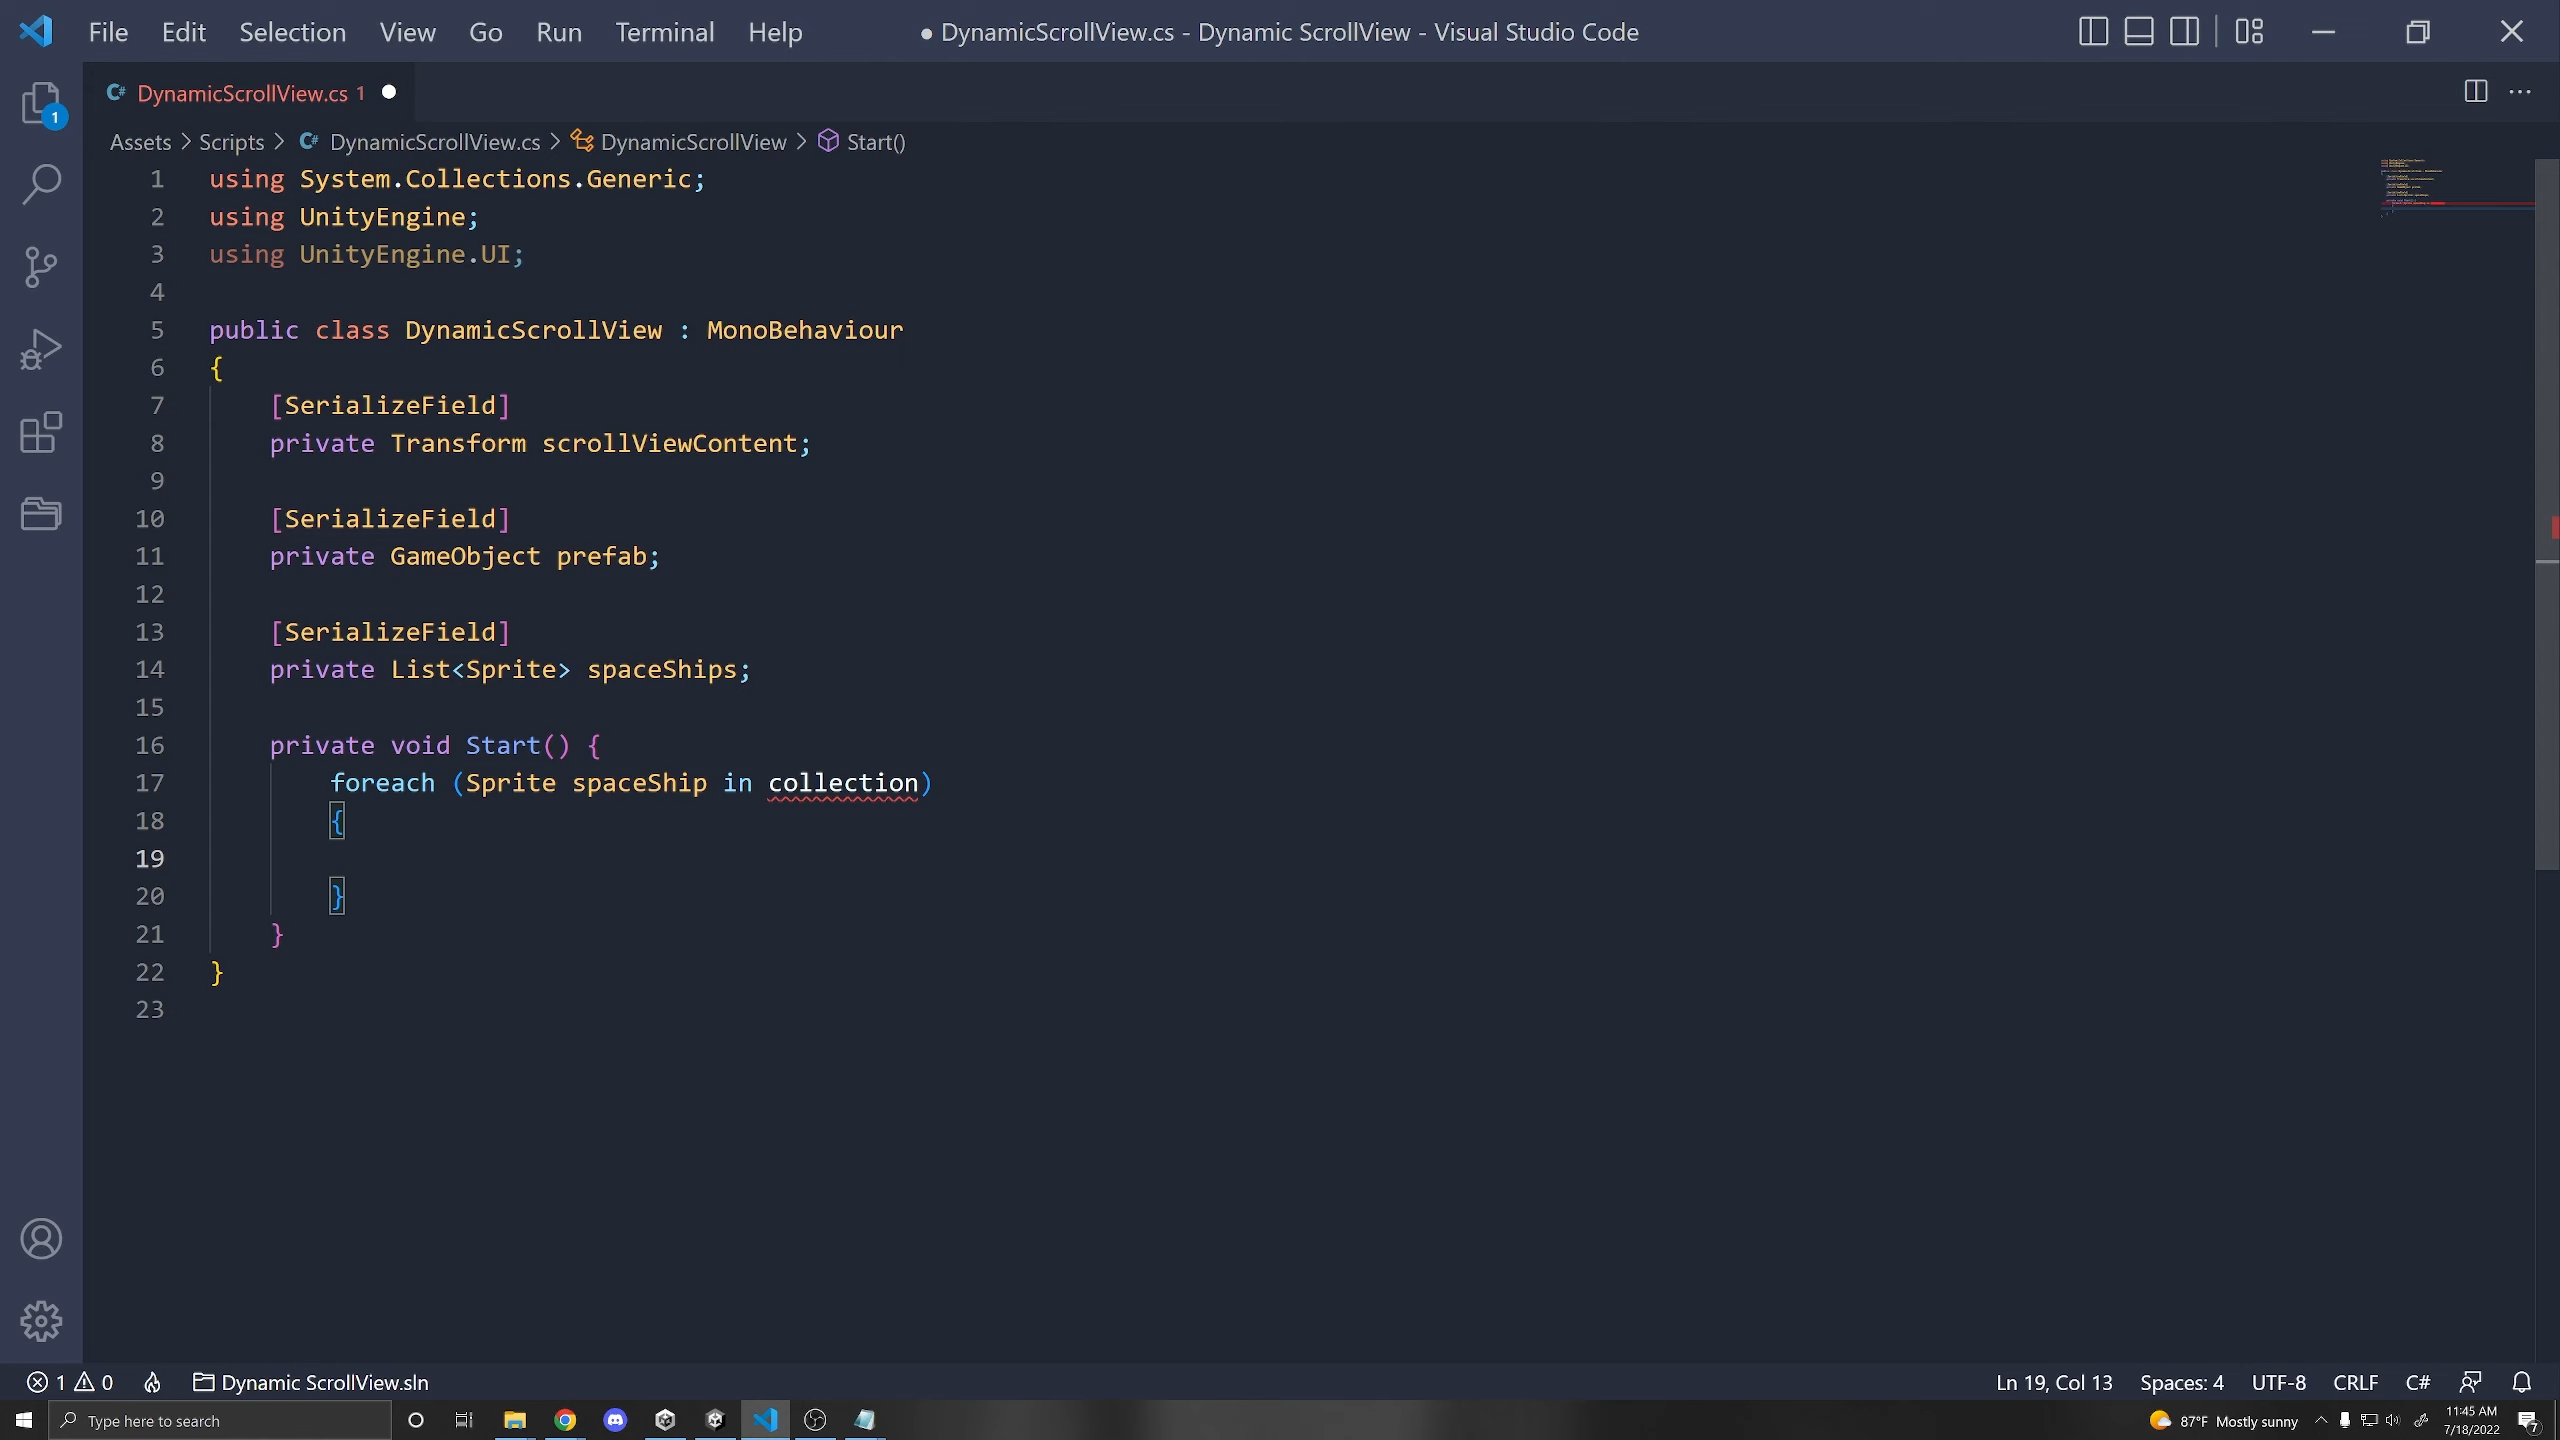 File Edit Selection View Go Run Terminal Help ● DynamicScrollView.cs - Dynamic ScrollView - Visual Studio Code
DynamicScrollView.cs 1
Assets > Scripts > DynamicScrollView.cs > DynamicScrollView > Start()
1 using System.Collections.Generic;
2 using UnityEngine;
3 using UnityEngine.UI;
4
5 public class DynamicScrollView : MonoBehaviour
6 {
7 [SerializeField]
8 private Transform scrollViewContent;
9
10 [SerializeField]
11 private GameObject prefab;
12
13 [SerializeField]
14 private List<Sprite> spaceShips;
15
16 private void Start() {
17 foreach (Sprite spaceShip in collection)
18 {
19
20 }
21 }
22 }
23
1
1 0 Dynamic ScrollView.sln Ln 19, Col 13 Spaces: 4 UTF-8 CRLF C#
Type here to search 87°F Mostly sunny 11:45 AM
7/18/2022
7